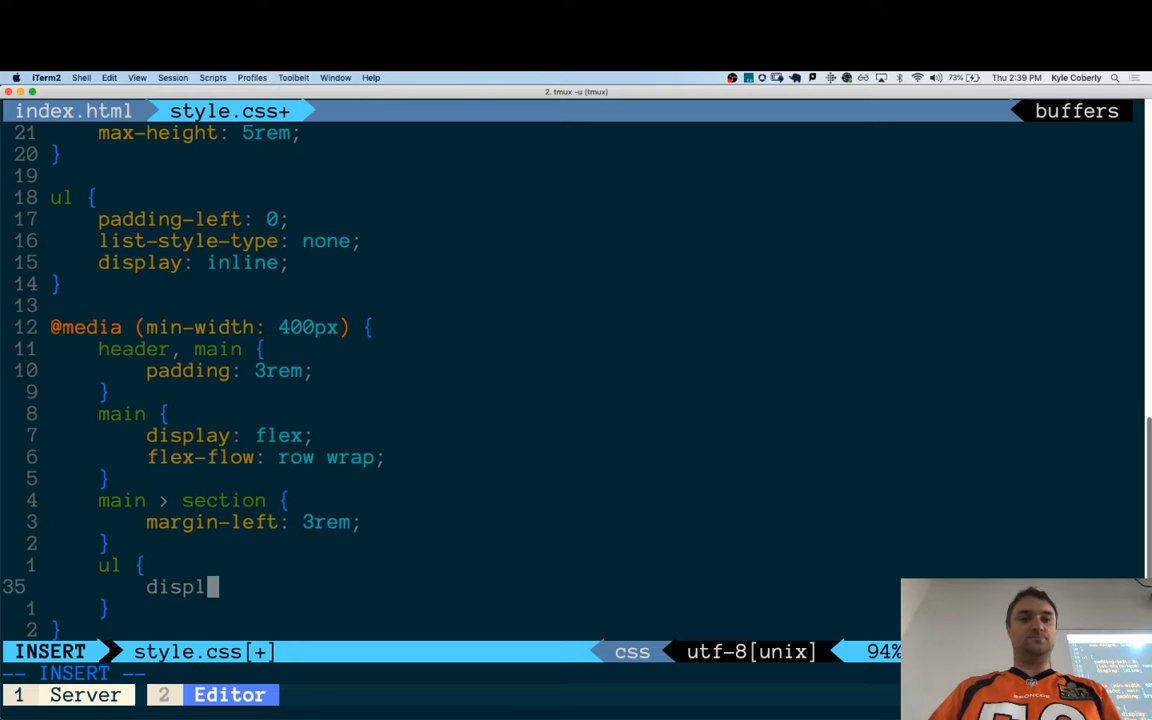 iTerm2 Shell Edit View Session Scripts Profiles Toolbelt Window Help 73% Thu 2:39 PM Kyle Coberly
2. tmux -u (tmux)
index.html style.css+ buffers
21 max-height: 5rem;
20 }
19
18 ul {
17 padding-left: 0;
16 list-style-type: none;
15 display: inline;
14 }
13
12 @media (min-width: 400px) {
11 header, main {
10 padding: 3rem;
9 }
8 main {
7 display: flex;
6 flex-flow: row wrap;
5 }
4 main > section {
3 margin-left: 3rem;
2 }
1 ul {
35 displ
1 }
2 }
INSERT style.css[+] css utf-8[unix] 94%
-- INSERT --
1 Server 2 Editor
BRONCOS